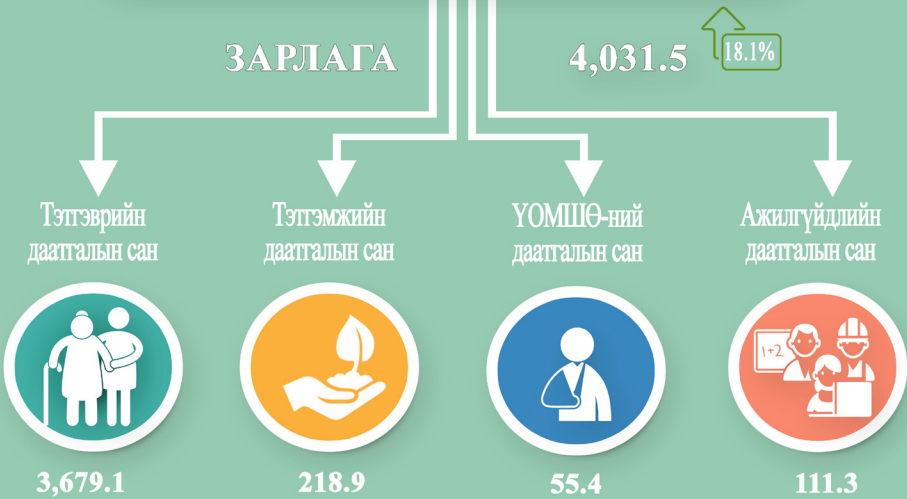 ЗАРЛАГА 4,031.5 18.1%
Тэтгэврийн
даатгалын сан
Тэтгэмжийн
даатгалын сан
ҮОМШӨ-ний
даатгалын сан
Ажилгүйдлийн
даатгалын сан
1+2
3,679.1 218.9 55.4 111.3